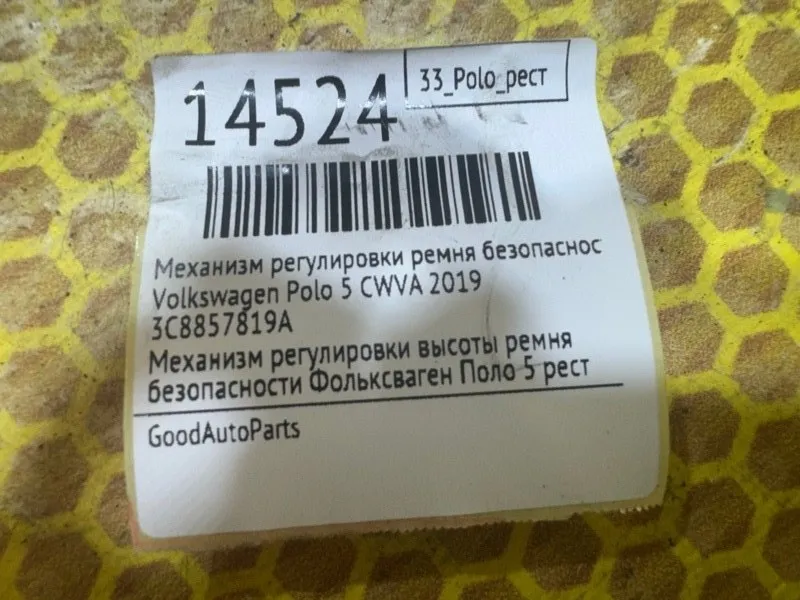 14524
33_Polo_рест
Механизм регулировки ремня безопаснос
Volkswagen Polo 5 CWVA 2019
3C8857819A
Механизм регулировки высоты ремня
безопасности Фольксваген Поло 5 рест
GoodAutoParts